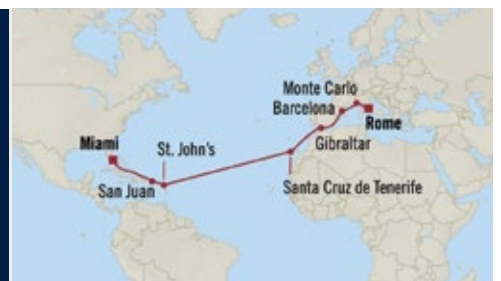 Monte Carlo
Barcelona
Rome
Miami
St. John's
Gibraltar
San Juan
Santa Cruz de Tenerife